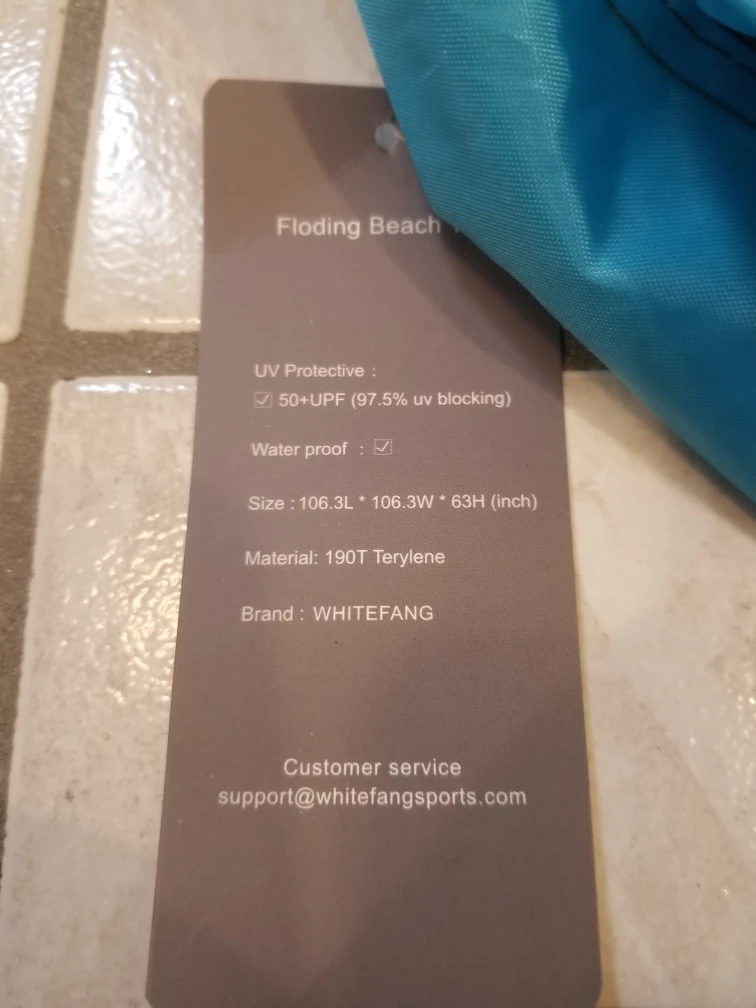 Floding Beach
UV Protective :
☑ 50+UPF (97.5% uv blocking)
Water proof : ☑
Size : 106.3L * 106.3W * 63H (inch)
Material: 190T Terylene
Brand : WHITEFANG
Customer service
support@whitefangsports.com